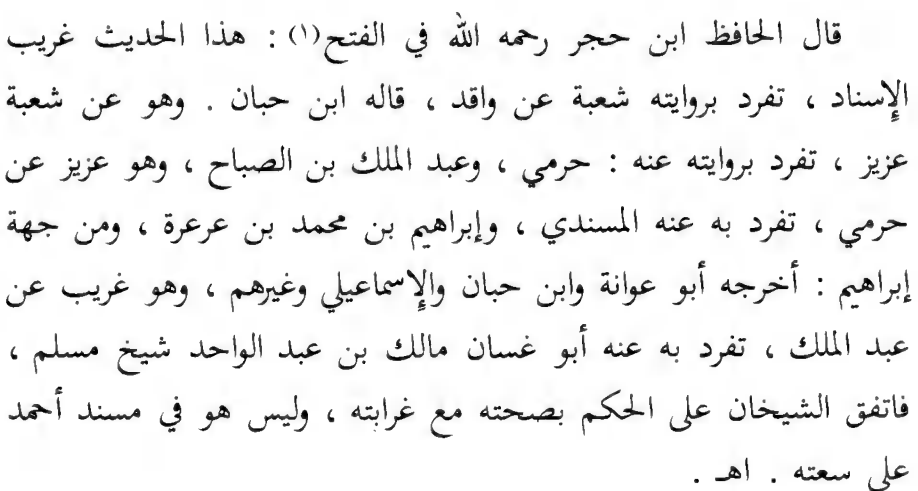 قال الحافظ ابن حجر رحمه الله في الفتح(١) : هذا الحديث غريب
الإِسناد ، تفرد بروايته شعبة عن واقد ، قاله ابن حبان . وهو عن شعبة
عزيز ، تفرد بروايته عنه : حرمي ، وعبد الملك بن الصباح ، وهو عزيز عن
حرمي ، تفرد به عنه المسندي ، وإبراهيم بن محمد بن عرعرة ، ومن جهة
إبراهيم : أخرجه أبو عوانة وابن حبان والإِسماعيلي وغيرهم ، وهو غريب عن
عبد الملك ، تفرد به عنه أبو غسان مالك بن عبد الواحد شيخ مسلم ،
فاتفق الشيخان على الحكم بصحته مع غرابته ، وليس هو في مسند أحمد
على سعته . اهـ .